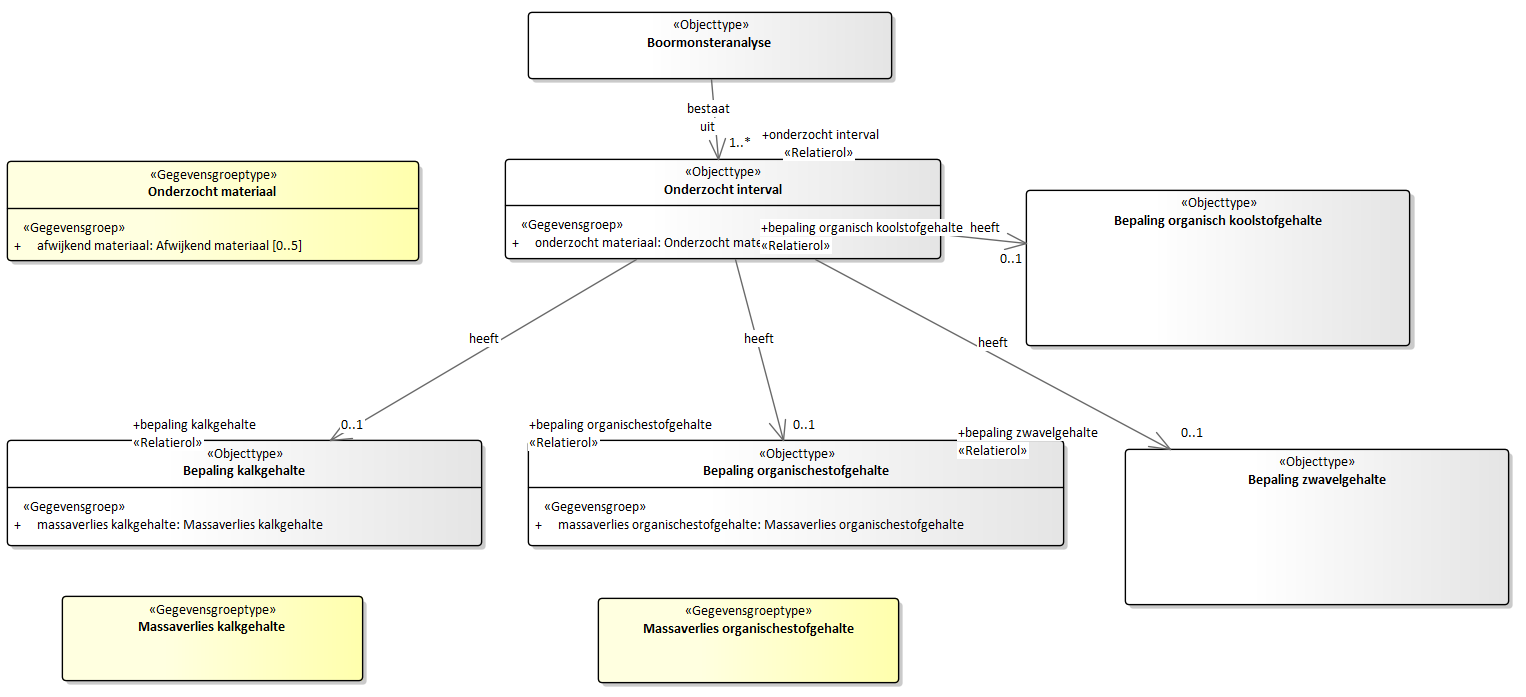 «Objecttype»
Boormonsteranalyse
bestaat
uit
1..*
+onderzocht interval
«Relatierol»
«Gegevensgroeptype»
Onderzocht materiaal
«Gegevensgroep»
+ afwijkend materiaal: Afwijkend materiaal [0..5]
«Objecttype»
Onderzocht interval
«Gegevensgroep»
+ onderzocht materiaal: Onderzocht mate
+bepaling organisch koolstofgehalte heeft
«Relatierol»
0..1
«Objecttype»
Bepaling organisch koolstofgehalte
heeft
heeft
heeft
+bepaling kalkgehalte
«Relatierol»
0..1
«Objecttype»
Bepaling kalkgehalte
«Gegevensgroep»
+ massaverlies kalkgehalte: Massaverlies kalkgehalte
+bepaling organischestofgehalte
«Relatierol»
0..1
«Objecttype»
Bepaling organischestofgehalte
«Gegevensgroep»
+ massaverlies organischestofgehalte: Massaverlies organischestofgehalte
+bepaling zwavelgehalte
«Relatierol»
0..1
«Objecttype»
Bepaling zwavelgehalte
«Gegevensgroeptype»
Massaverlies kalkgehalte
«Gegevensgroeptype»
Massaverlies organischestofgehalte